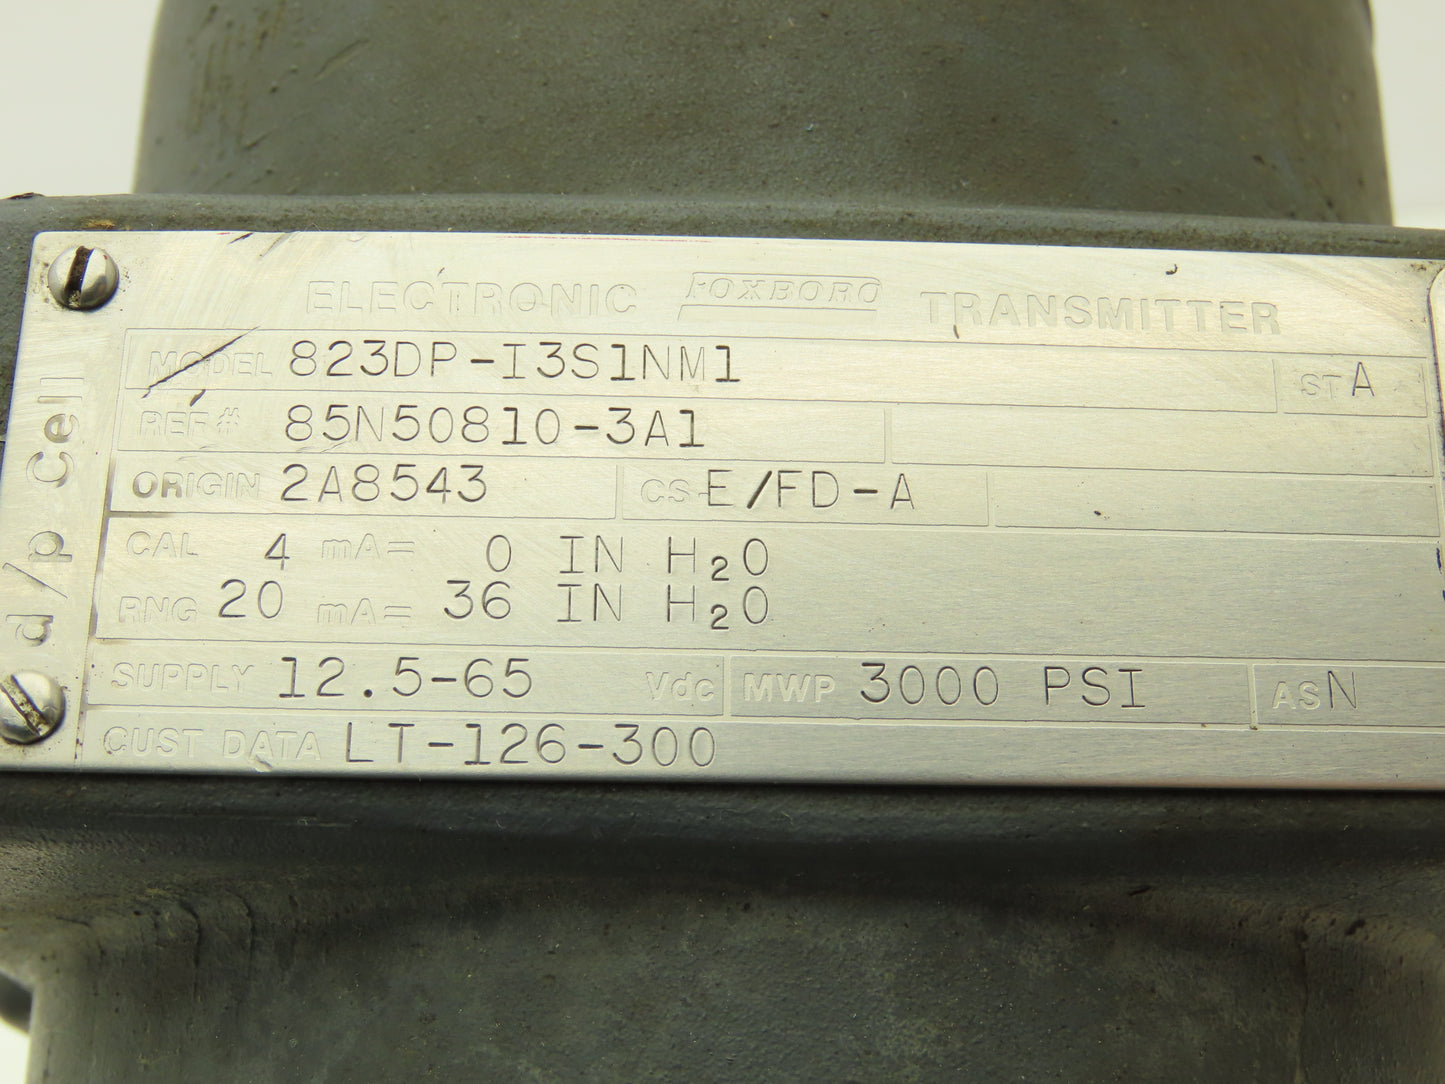 ELECTRONIC FOXBORO TRANSMITTER
MODEL 823DP-I3S1NM1 ST A
REF# 85N50810-3A1
ORIGIN 2A8543 CS E/FD-A
CAL 4 mA= 0 IN H₂O
RNG 20 mA= 36 IN H₂O
SUPPLY 12.5-65 Vdc MWP 3000 PSI AS N
CUST DATA LT-126-300
d/p Cell